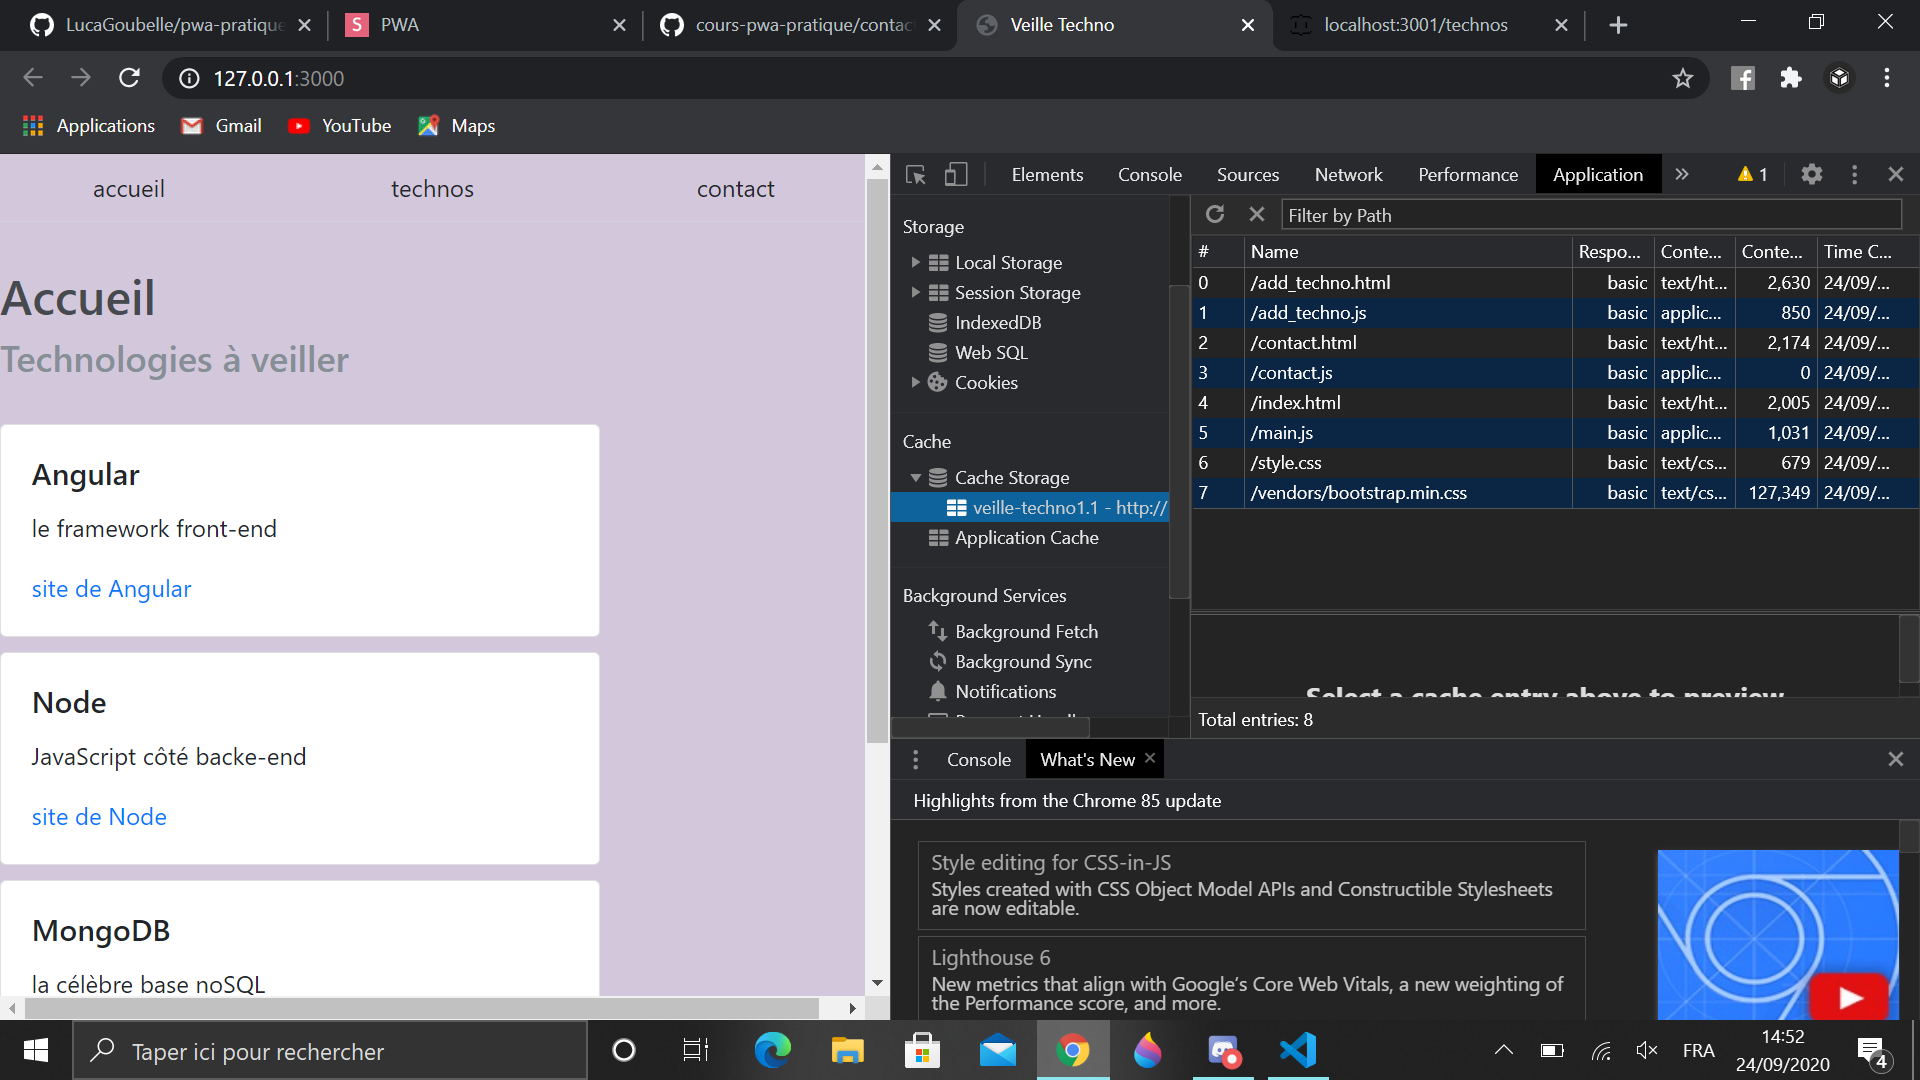 LucaGoubelle/pwa-pratique
PWA
cours-pwa-pratique/contac
Veille Techno
localhost:3001/technos
127.0.0.1:3000
Applications
Gmail
YouTube
Maps
accueil
technos
contact
Accueil
Technologies à veiller
Angular
le framework front-end
site de Angular
Node
JavaScript côté backe-end
site de Node
MongoDB
la célèbre base noSQL
Elements
Console
Sources
Network
Performance
Application
1
Storage
Local Storage
Session Storage
IndexedDB
Web SQL
Cookies
Cache
Cache Storage
veille-techno1.1 - http://
Application Cache
Background Services
Background Fetch
Background Sync
Notifications
Filter by Path
# Name Respo... Conte... Conte... Time C...
0 /add_techno.html basic text/ht... 2,630 24/09/...
1 /add_techno.js basic applic... 850 24/09/...
2 /contact.html basic text/ht... 2,174 24/09/...
3 /contact.js basic applic... 0 24/09/...
4 /index.html basic text/ht... 2,005 24/09/...
5 /main.js basic applic... 1,031 24/09/...
6 /style.css basic text/cs... 679 24/09/...
7 /vendors/bootstrap.min.css basic text/cs... 127,349 24/09/...
Select a cache entry above to preview
Total entries: 8
Console
What's New
Highlights from the Chrome 85 update
Style editing for CSS-in-JS
Styles created with CSS Object Model APIs and Constructible Stylesheets
are now editable.
Lighthouse 6
New metrics that align with Google's Core Web Vitals, a new weighting of
the Performance score, and more.
Taper ici pour rechercher
FRA
14:52
24/09/2020
4